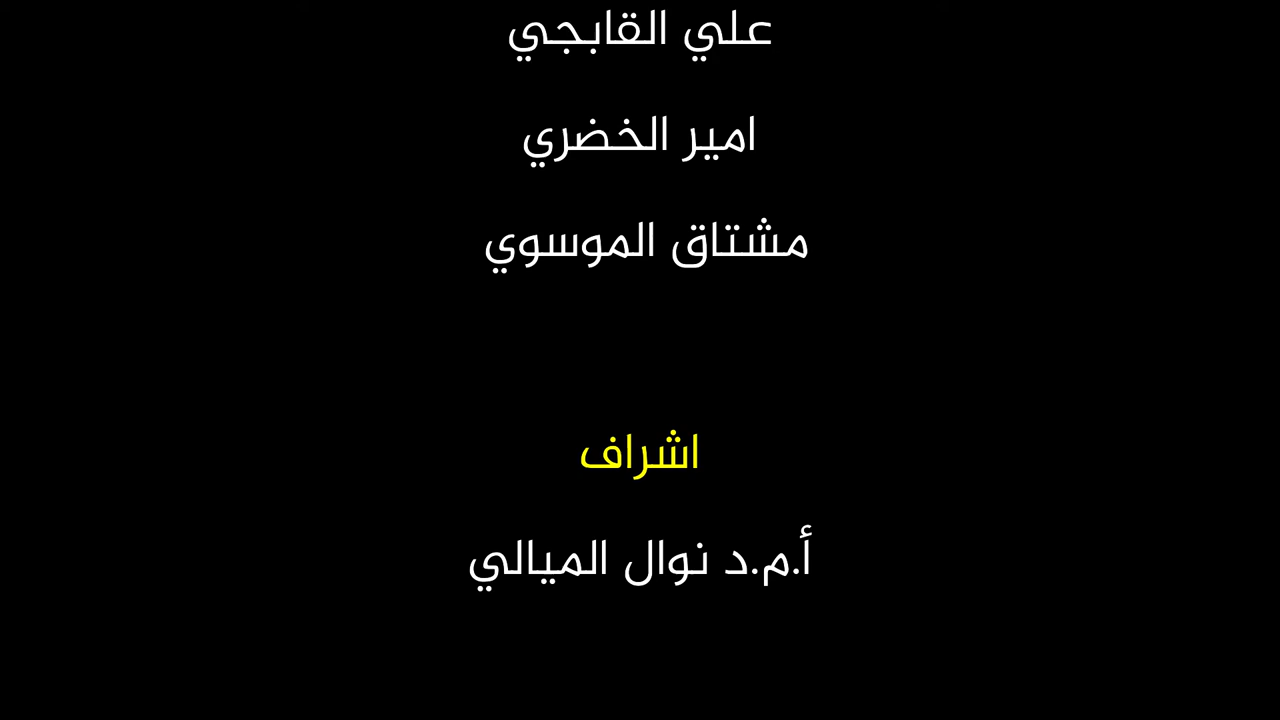 علي القابجي
امير الخضري
مشتاق الموسوي
اشراف
أ.م.د نوال الميالي